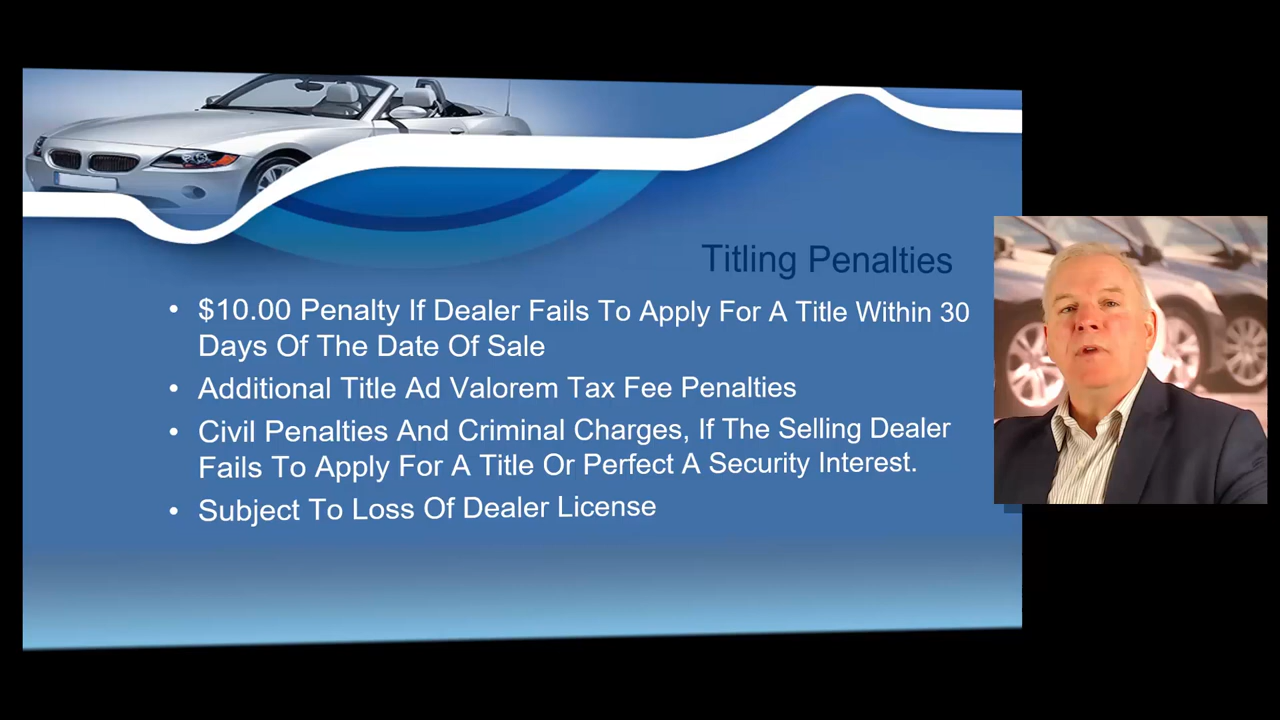 Titling Penalties
• $10.00 Penalty If Dealer Fails To Apply For A Title Within 30
Days Of The Date Of Sale
• Additional Title Ad Valorem Tax Fee Penalties
• Civil Penalties And Criminal Charges, If The Selling Dealer
Fails To Apply For A Title Or Perfect A Security Interest.
• Subject To Loss Of Dealer License